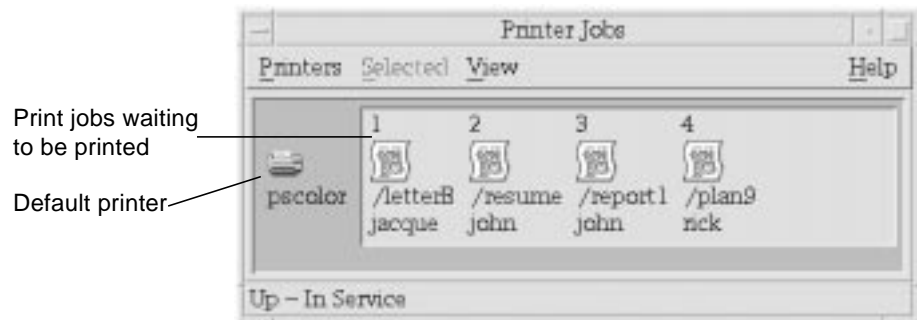 Printer Jobs
Printers Selected View Help
Print jobs waiting
to be printed
Default printer
pscolor
1 2 3 4
/letterB /resume /report1 /plan9
jacque john john nck
Up – In Service